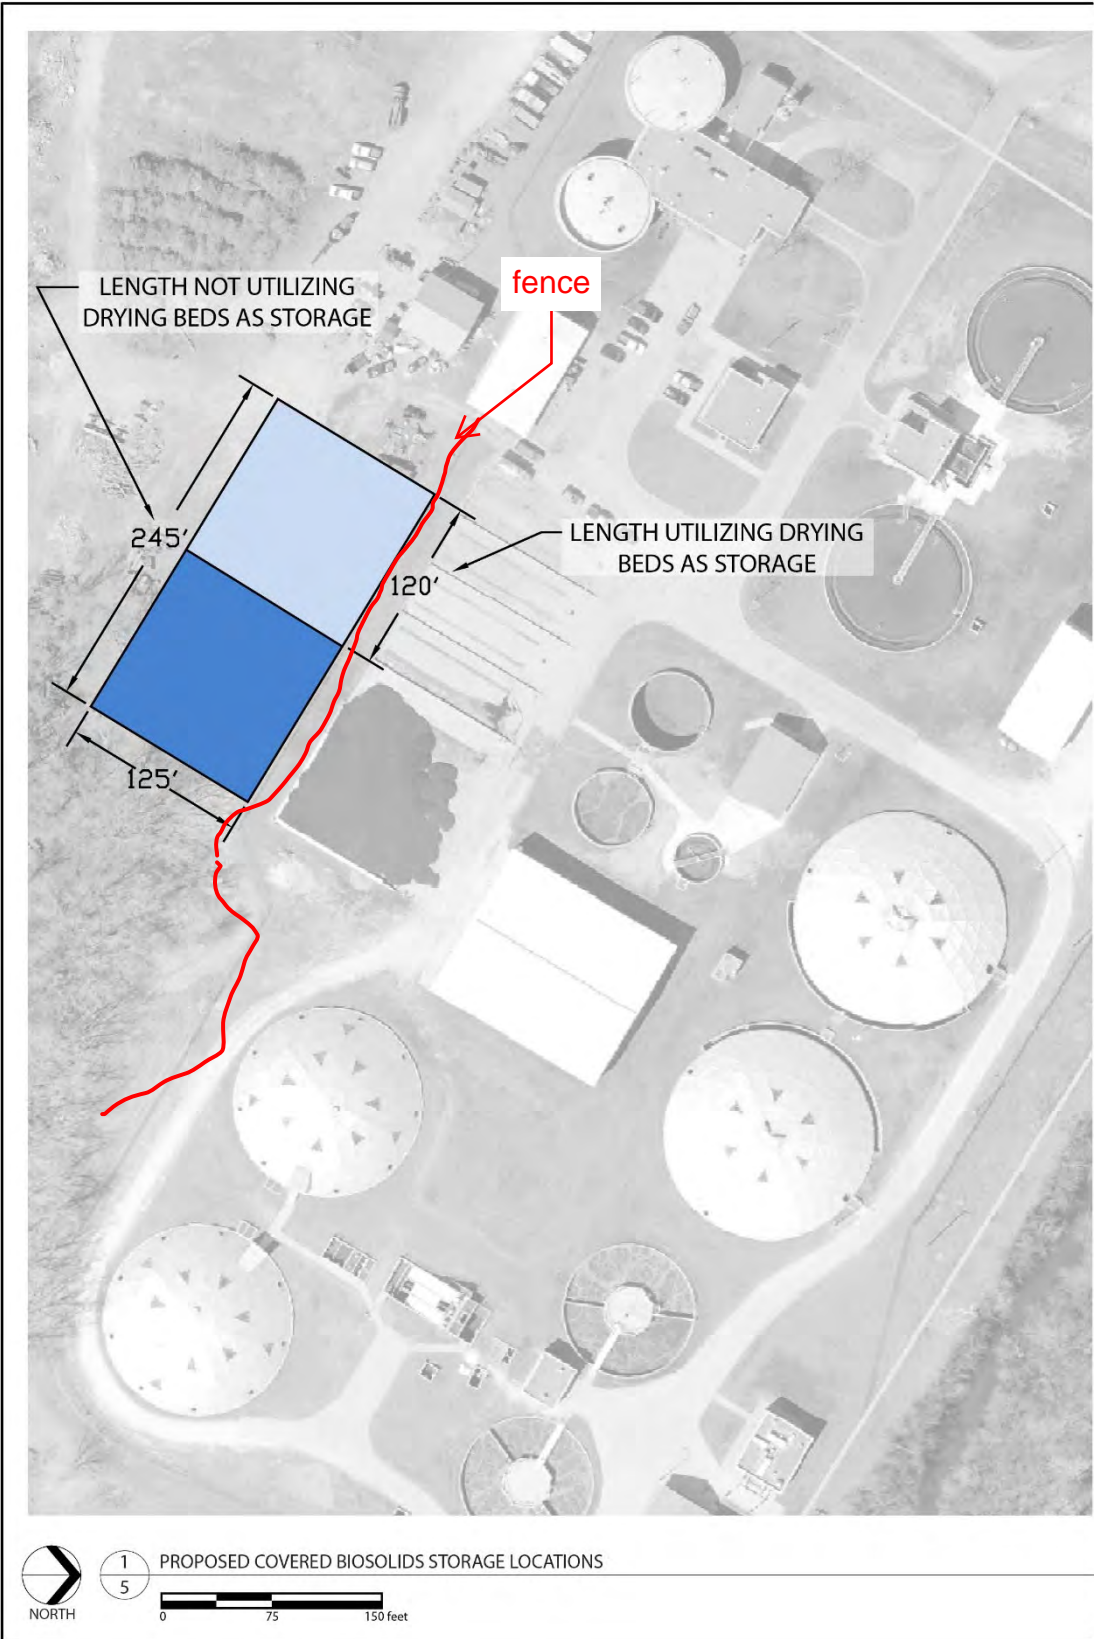 LENGTH NOT UTILIZING
DRYING BEDS AS STORAGE
fence
245'
120'
LENGTH UTILIZING DRYING
BEDS AS STORAGE
125'
1
5
PROPOSED COVERED BIOSOLIDS STORAGE LOCATIONS
NORTH
0 75 150 feet